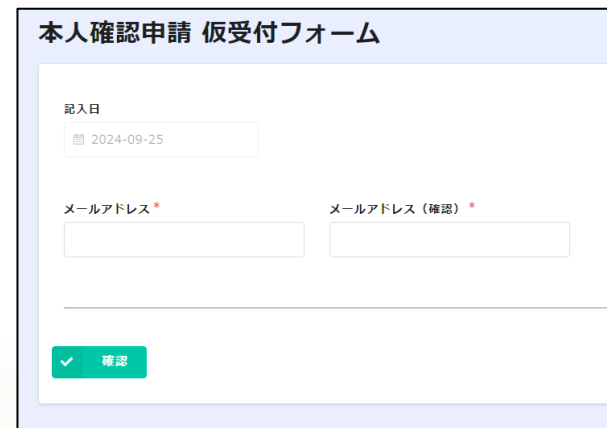 本人確認申請 仮受付フォーム
記入日
2024-09-25
メールアドレス* メールアドレス（確認）*
確認